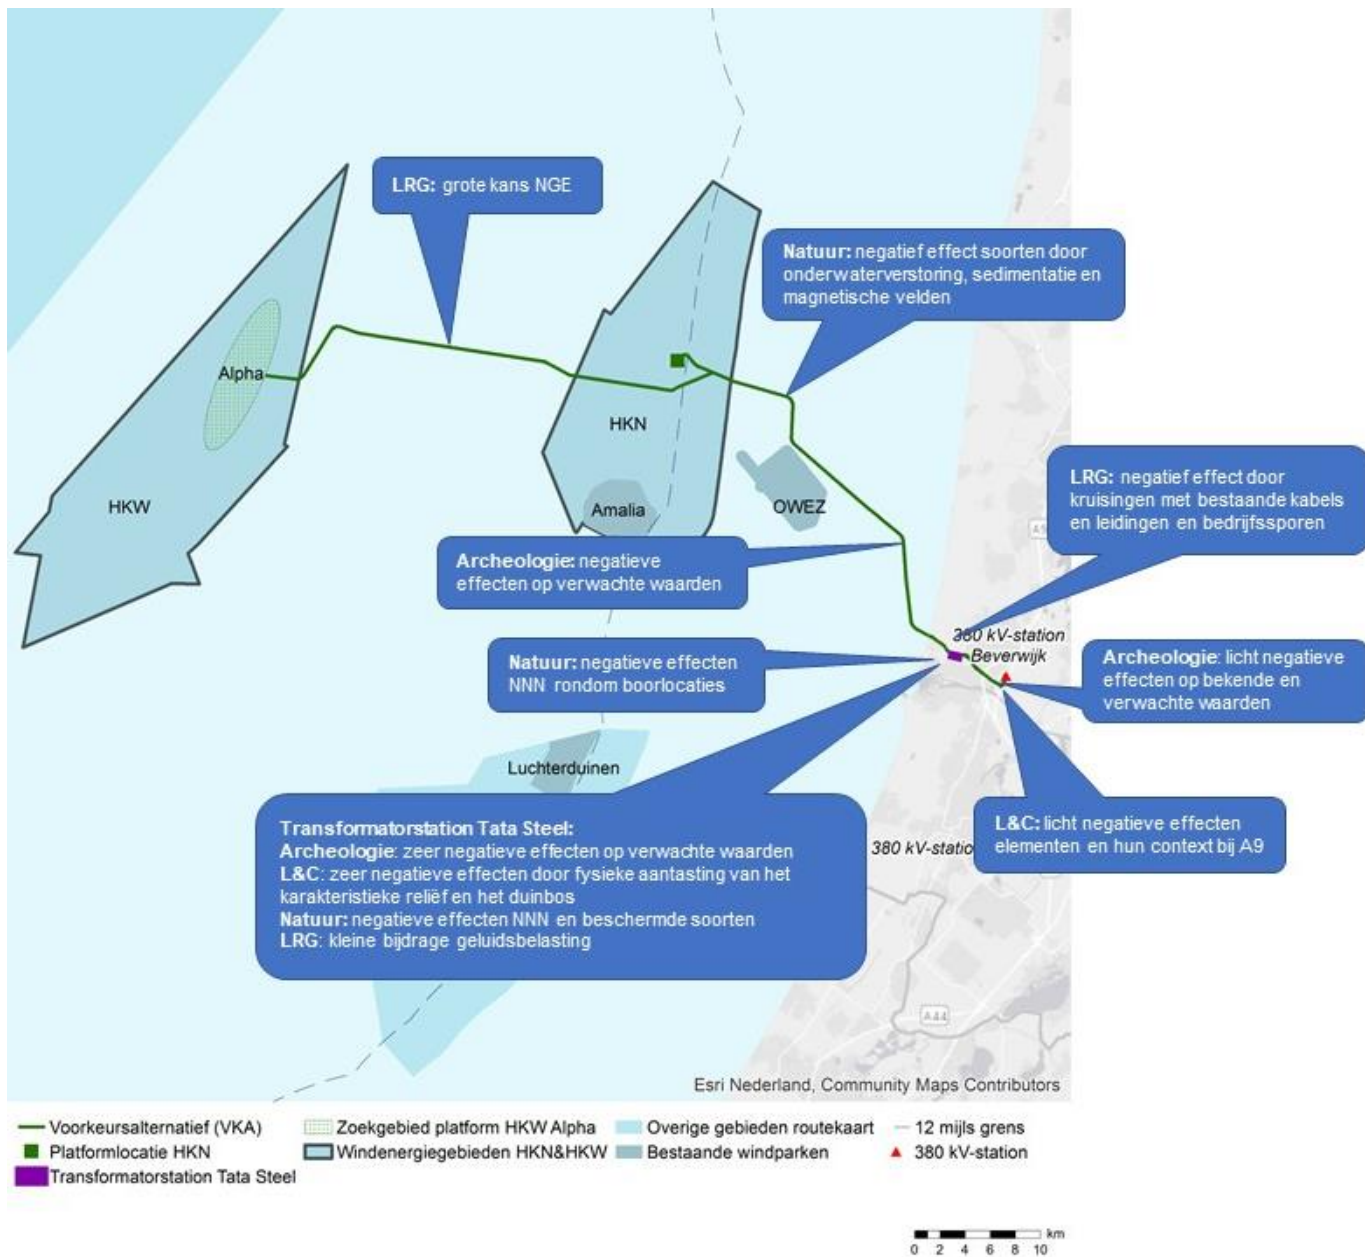 LRG: grote kans NGE
Natuur: negatief effect soorten door
onderwaterverstoring, sedimentatie en
magnetische velden
Alpha
HKN
HKW
Amalia
OWEZ
LRG: negatief effect door
kruisingen met bestaande kabels
en leidingen en bedrijfssporen
Archeologie: negatieve
effecten op verwachte waarden
380 kV-station
Beverwijk
Natuur: negatieve effecten
NNN rondom boorlocaties
Archeologie: licht negatieve
effecten op bekende en
verwachte waarden
Luchterduinen
Transformatorstation Tata Steel:
Archeologie: zeer negatieve effecten op verwachte waarden
L&C: zeer negatieve effecten door fysieke aantasting van het
karakteristieke reliëf en het duinbos
Natuur: negatieve effecten NNN en beschermde soorten
LRG: kleine bijdrage geluidsbelasting
380 kV-statio
L&C: licht negatieve effecten
elementen en hun context bij A9
A44
Esri Nederland, Community Maps Contributors
Voorkeursalternatief (VKA)
Zoekgebied platform HKW Alpha
Overige gebieden routekaart
12 mijls grens
Platformlocatie HKN
Windenergiegebieden HKN&HKW
Bestaande windparken
380 kV-station
Transformatorstation Tata Steel
km
0 2 4 6 8 10